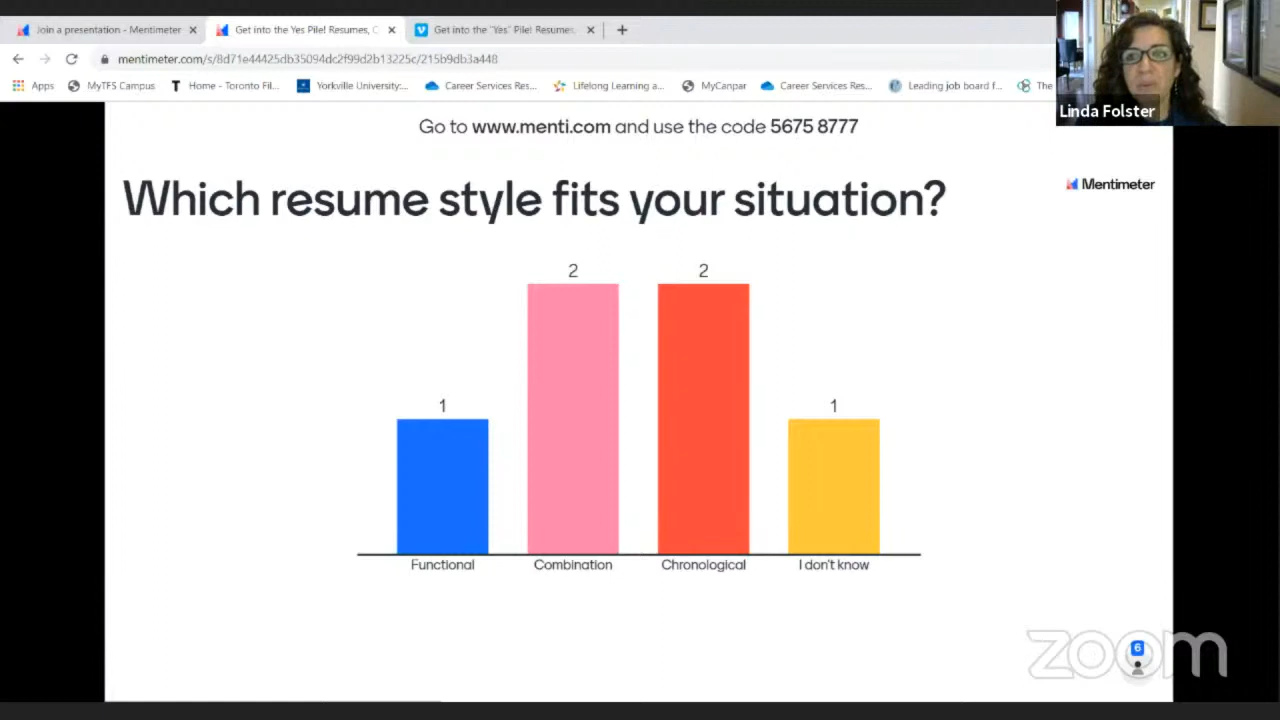 Join a presentation - Mentimeter
Get into the Yes Pile! Resumes, C
Get into the "Yes" Pile! Resumes,
mentimeter.com/s/8d71e44425db35094dc2f99d2b13225c/215b9db3a448
Apps
MyTFS Campus
Home - Toronto Fil...
Yorkville University:...
Career Services Res...
Lifelong Learning a...
MyCanpar
Career Services Res...
Leading job board f...
The
Linda Folster
Go to www.menti.com and use the code 5675 8777
Which resume style fits your situation?
Mentimeter
1
2
2
1
Functional
Combination
Chronological
I don't know
zoom
6